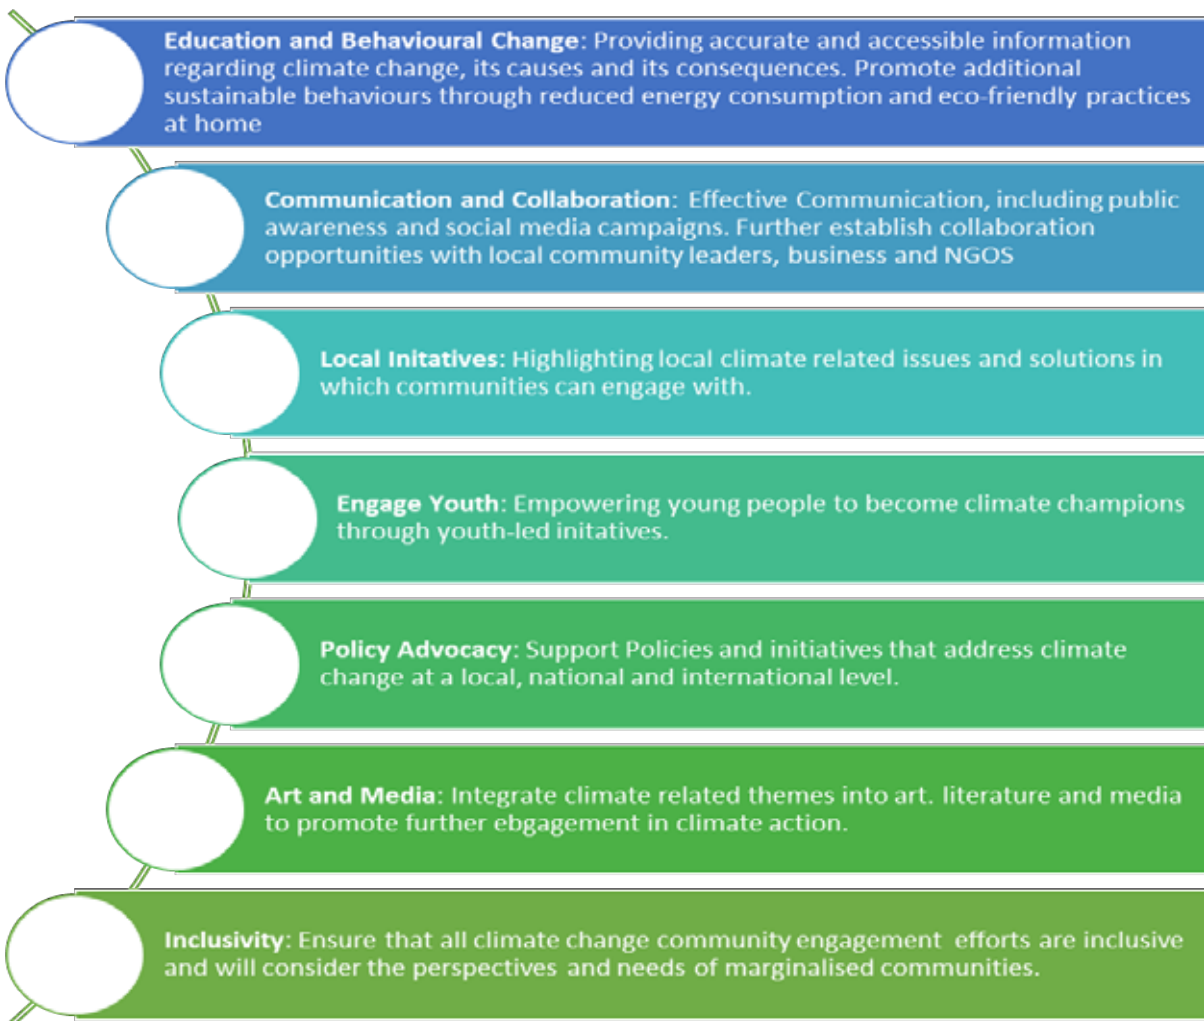 Education and Behavioural Change: Providing accurate and accessible information
regarding climate change, its causes and its consequences. Promote additional
sustainable behaviours through reduced energy consumption and eco-friendly practices
at home
Communication and Collaboration: Effective Communication, including public
awareness and social media campaigns. Further establish collaboration
opportunities with local community leaders, business and NGOS
Local Initatives: Highlighting local climate related issues and solutions in
which communities can engage with.
Engage Youth: Empowering young people to become climate champions
through youth-led initatives.
Policy Advocacy: Support Policies and initiatives that address climate
change at a local, national and international level.
Art and Media: Integrate climate related themes into art. literature and media
to promote further ebgagement in climate action.
Inclusivity: Ensure that all climate change community engagement efforts are inclusive
and will consider the perspectives and needs of marginalised communities.